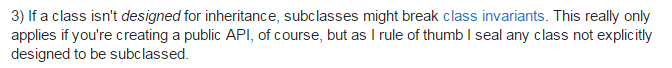 3) If a class isn't designed for inheritance, subclasses might break class invariants. This really only
applies if you're creating a public API, of course, but as I rule of thumb I seal any class not explicitly
designed to be subclassed.